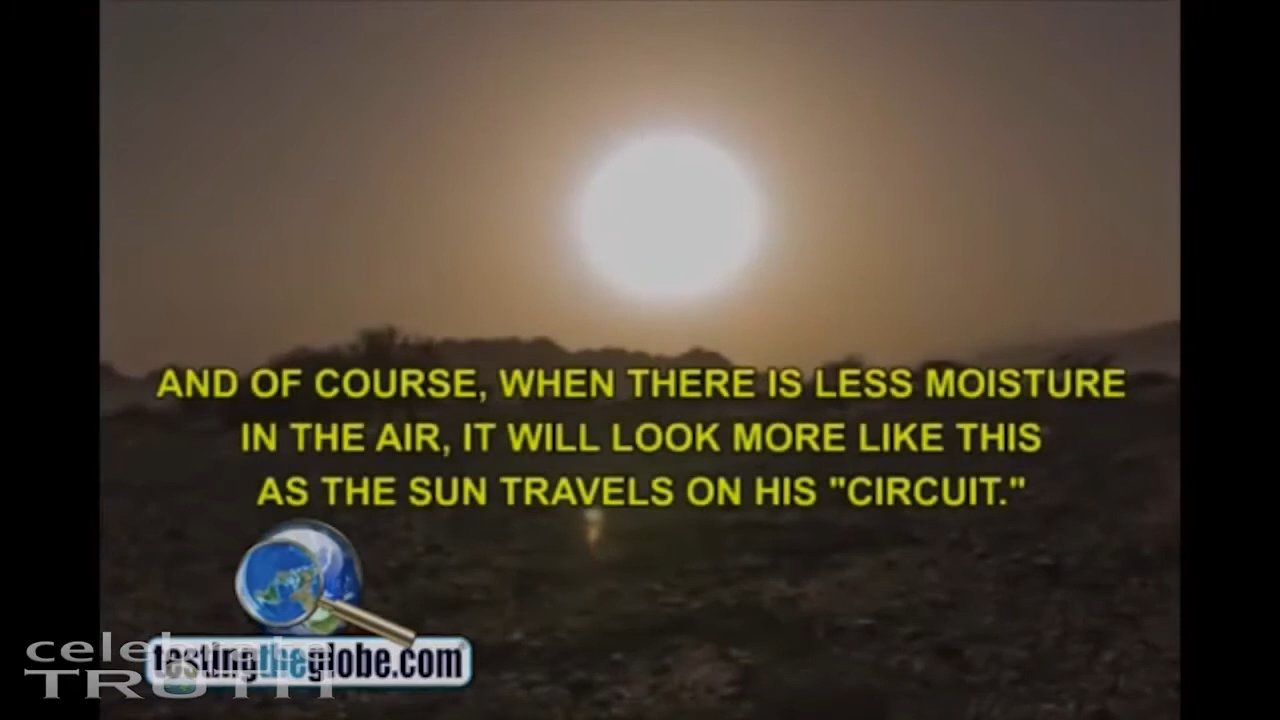 AND OF COURSE, WHEN THERE IS LESS MOISTURE
IN THE AIR, IT WILL LOOK MORE LIKE THIS
AS THE SUN TRAVELS ON HIS "CIRCUIT."
testingtheglobe.com
celebrate
TRUTH